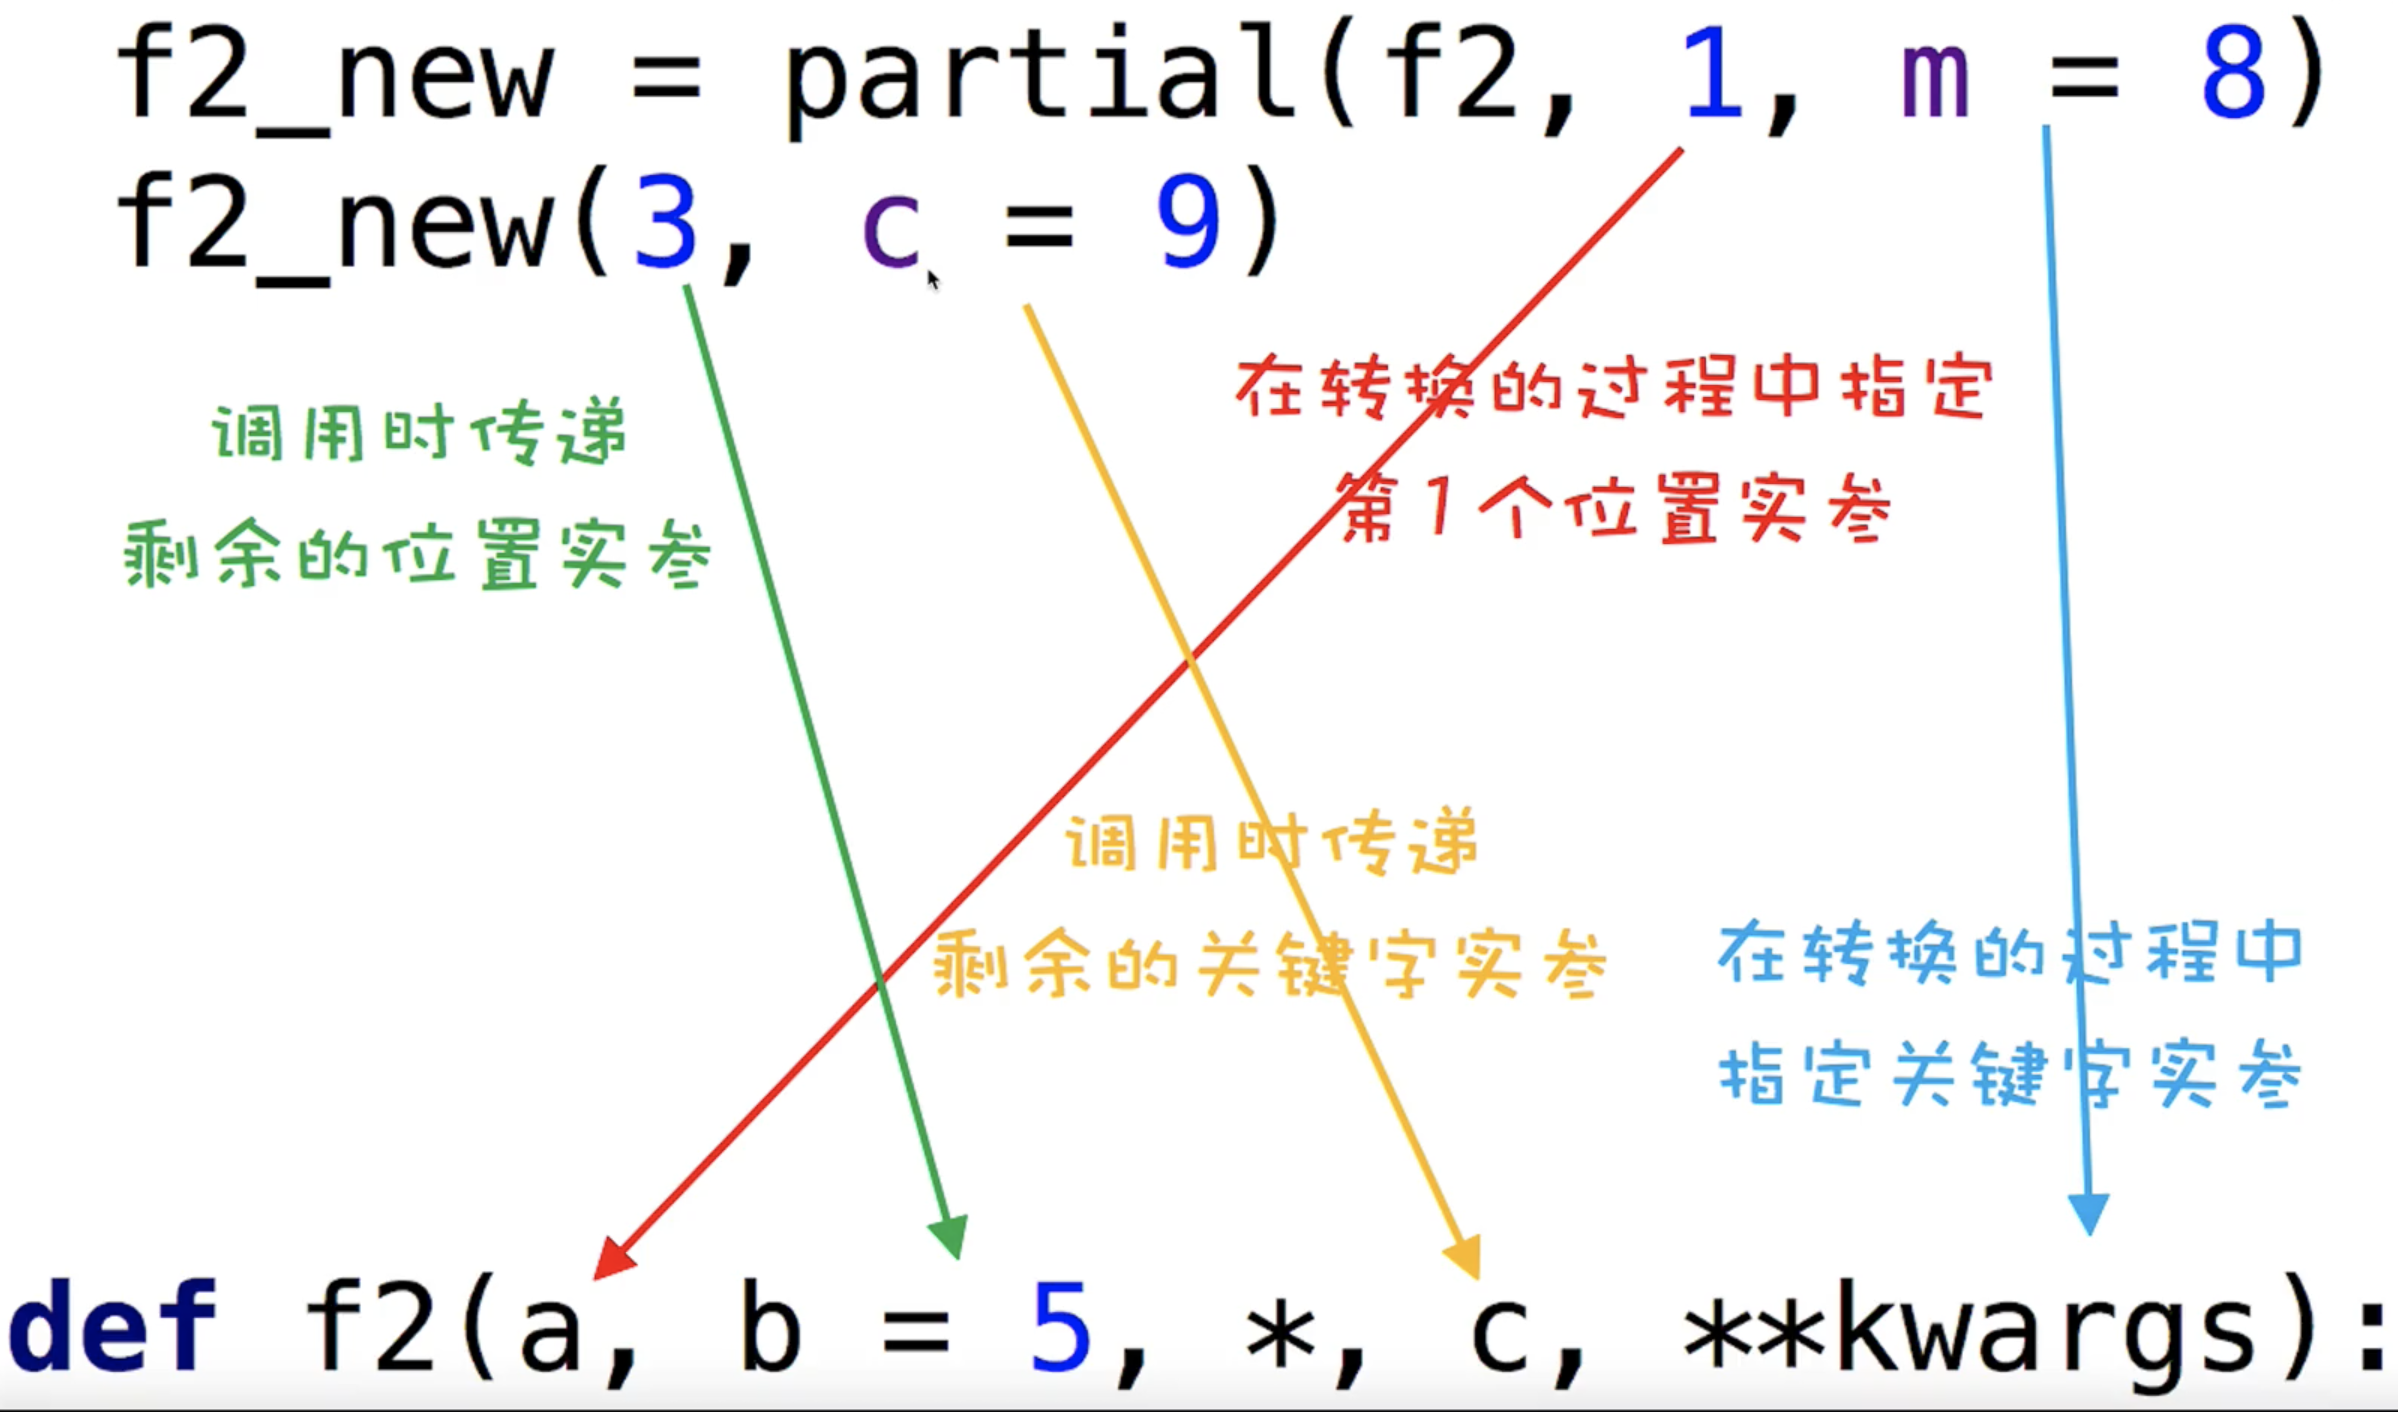 f2_new = partial(f2, 1, m = 8)
f2_new(3, c = 9)
在转换的过程中指定
第1个位置实参
调用时传递
剩余的位置实参
调用时传递
剩余的关键字实参
在转换的过程中
指定关键字实参
def f2(a, b = 5, *, c, **kwargs):